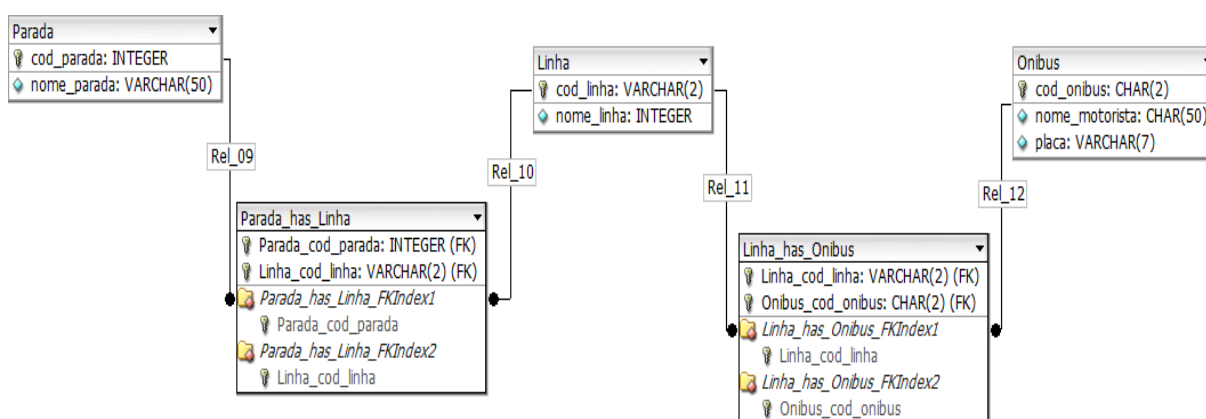 Parada
cod_parada: INTEGER
nome_parada: VARCHAR(50)
Linha
cod_linha: VARCHAR(2)
nome_linha: INTEGER
Onibus
cod_onibus: CHAR(2)
nome_motorista: CHAR(50)
placa: VARCHAR(7)
Rel_09
Rel_10
Rel_11
Rel_12
Parada_has_Linha
Parada_cod_parada: INTEGER (FK)
Linha_cod_linha: VARCHAR(2) (FK)
Parada_has_Linha_FKIndex1
Parada_cod_parada
Parada_has_Linha_FKIndex2
Linha_cod_linha
Linha_has_Onibus
Linha_cod_linha: VARCHAR(2) (FK)
Onibus_cod_onibus: CHAR(2) (FK)
Linha_has_Onibus_FKIndex1
Linha_cod_linha
Linha_has_Onibus_FKIndex2
Onibus_cod_onibus